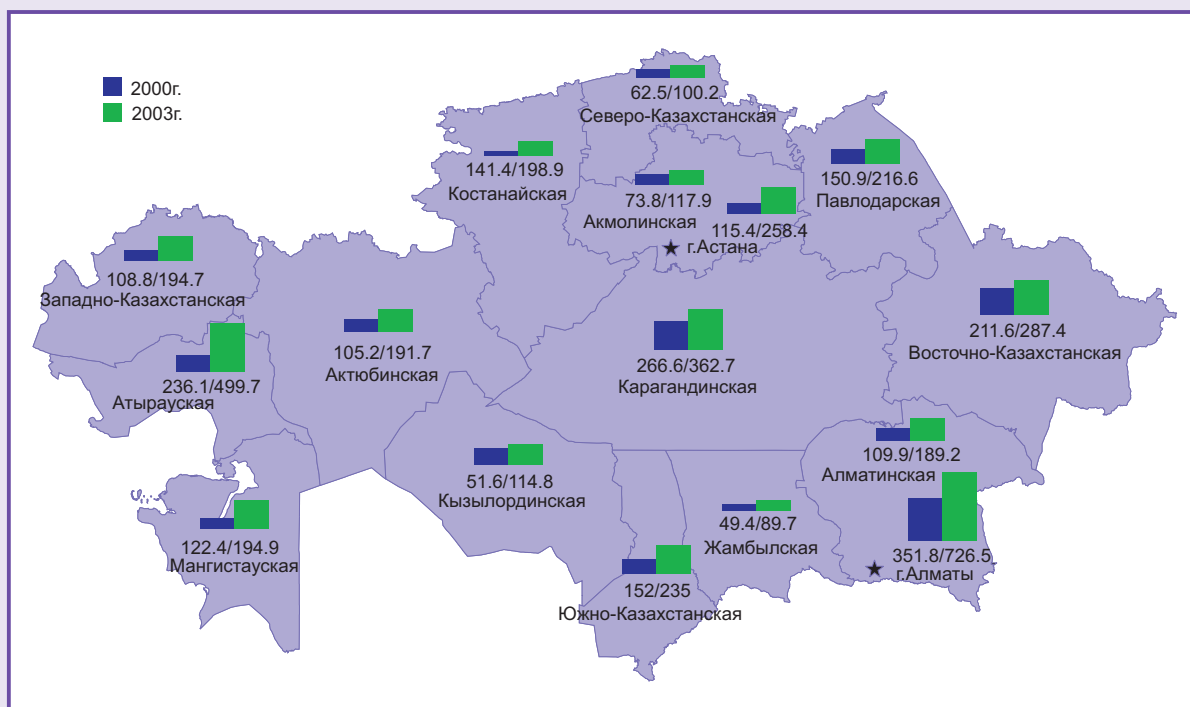 2000г.
2003г.
62.5/100.2
Северо-Казахстанская
141.4/198.9
Костанайская
73.8/117.9
Акмолинская
115.4/258.4
г.Астана
150.9/216.6
Павлодарская
108.8/194.7
Западно-Казахстанская
236.1/499.7
Атырауская
105.2/191.7
Актюбинская
266.6/362.7
Карагандинская
211.6/287.4
Восточно-Казахстанская
109.9/189.2
Алматинская
51.6/114.8
Кызылординская
49.4/89.7
Жамбылская
351.8/726.5
г.Алматы
122.4/194.9
Мангистауская
152/235
Южно-Казахстанская